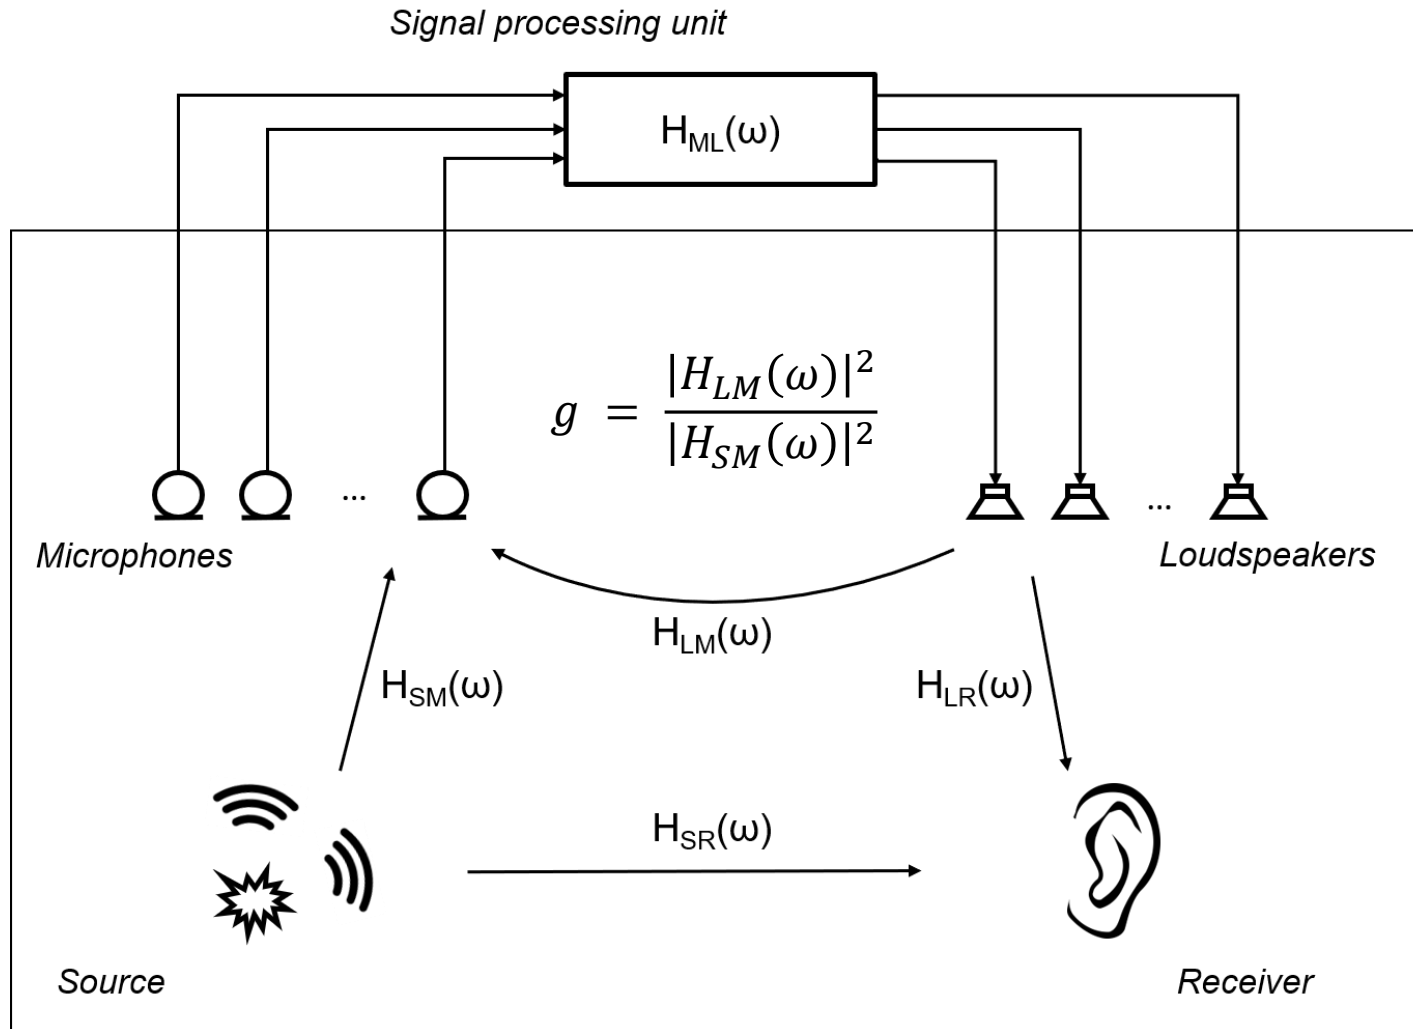 Signal processing unit
H_ML(ω)
g = |H_LM(ω)|² / |H_SM(ω)|²
...
...
Microphones
Loudspeakers
H_LM(ω)
H_SM(ω)
H_LR(ω)
H_SR(ω)
Source
Receiver